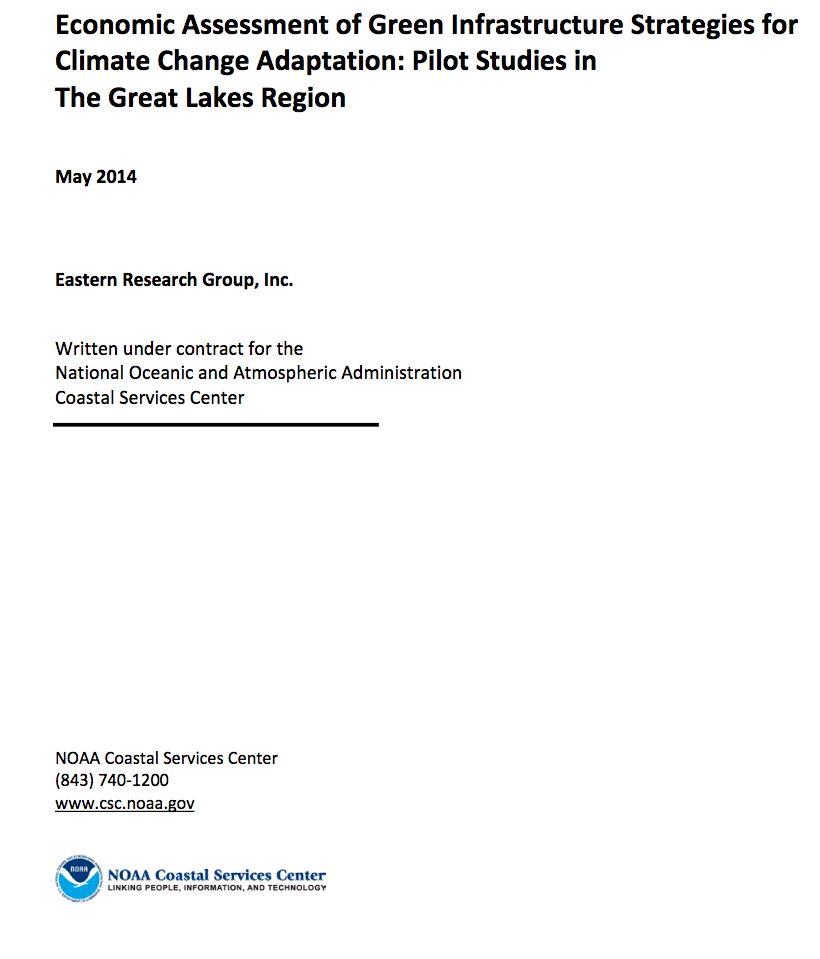 Economic Assessment of Green Infrastructure Strategies for
Climate Change Adaptation: Pilot Studies in
The Great Lakes Region
May 2014
Eastern Research Group, Inc.
Written under contract for the
National Oceanic and Atmospheric Administration
Coastal Services Center
NOAA Coastal Services Center
(843) 740-1200
www.csc.noaa.gov
NOAA
NOAA Coastal Services Center
LINKING PEOPLE, INFORMATION, AND TECHNOLOGY